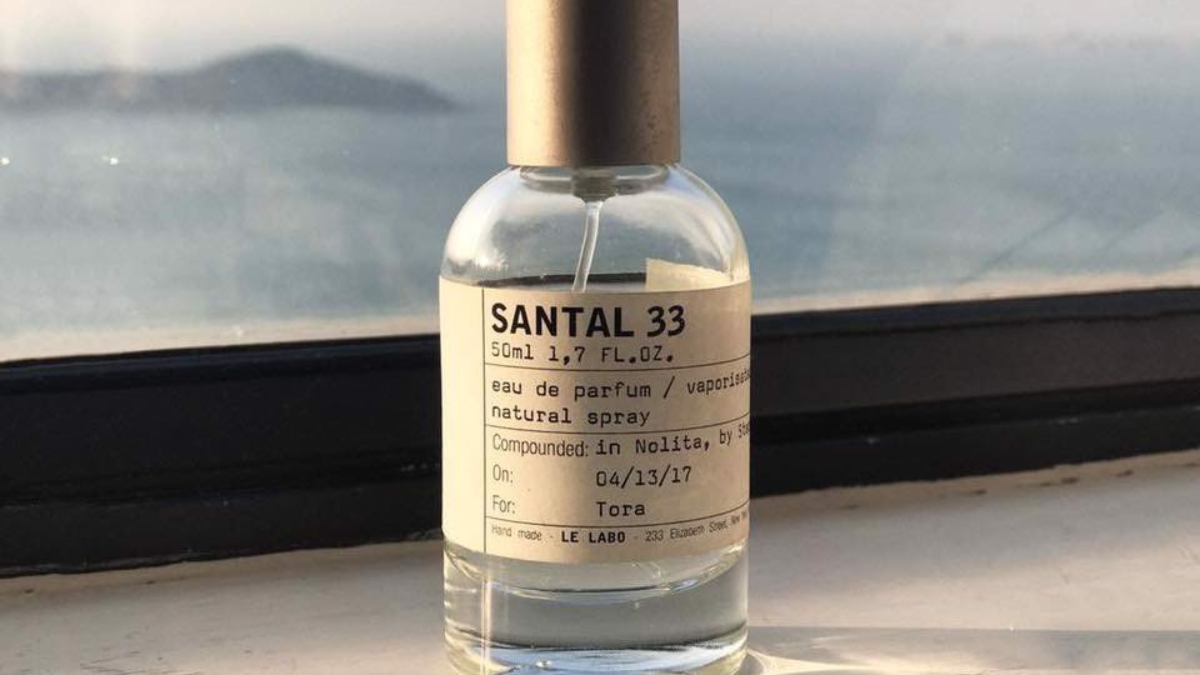 SANTAL 33
50ml 1,7 FL.OZ.
eau de parfum /
natural spray
Compounded: in Nolita, by
On: 04/13/17
For: Tora
Hand made - LE LABO - 233 Elizabeth Street, New